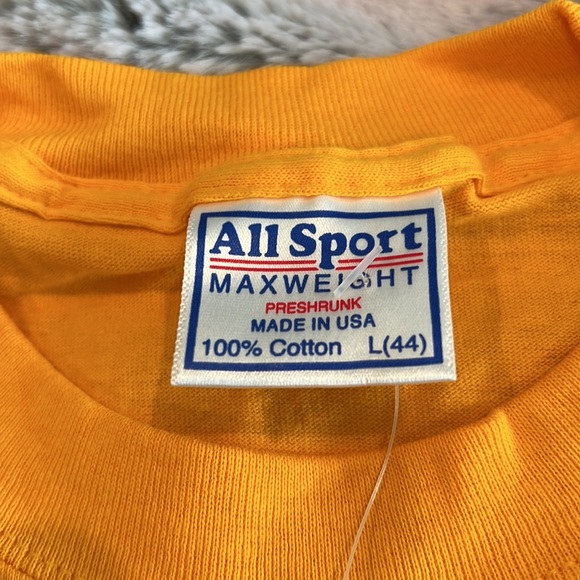 All Sport
MAXWEIGHT
PRESHRUNK
MADE IN USA
100% Cotton L(44)